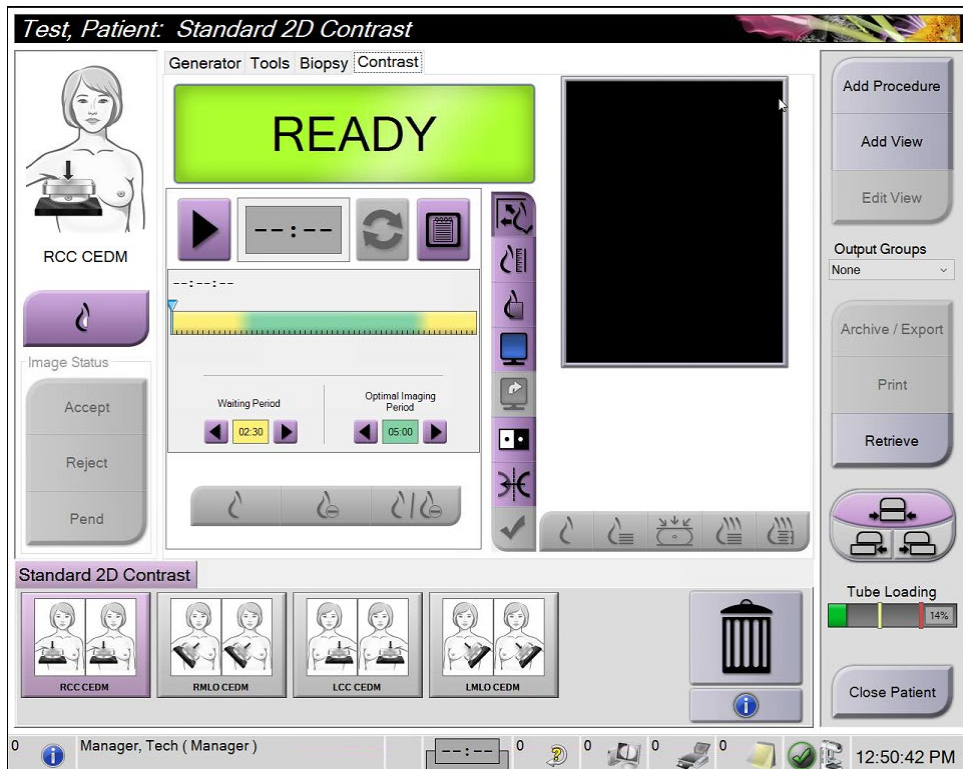 Test, Patient: Standard 2D Contrast
Generator Tools Biopsy Contrast
READY
RCC CEDM
Image Status
Accept
Reject
Pend
--:--
--:--:--
Waiting Period
02:30
Optimal Imaging
Period
05:00
Add Procedure
Add View
Edit View
Output Groups
None
Archive / Export
Print
Retrieve
Tube Loading
14%
Close Patient
Standard 2D Contrast
RCC CEDM
RMLO CEDM
LCC CEDM
LMLO CEDM
0 Manager, Tech ( Manager ) --:-- 0 0 0 0 12:50:42 PM